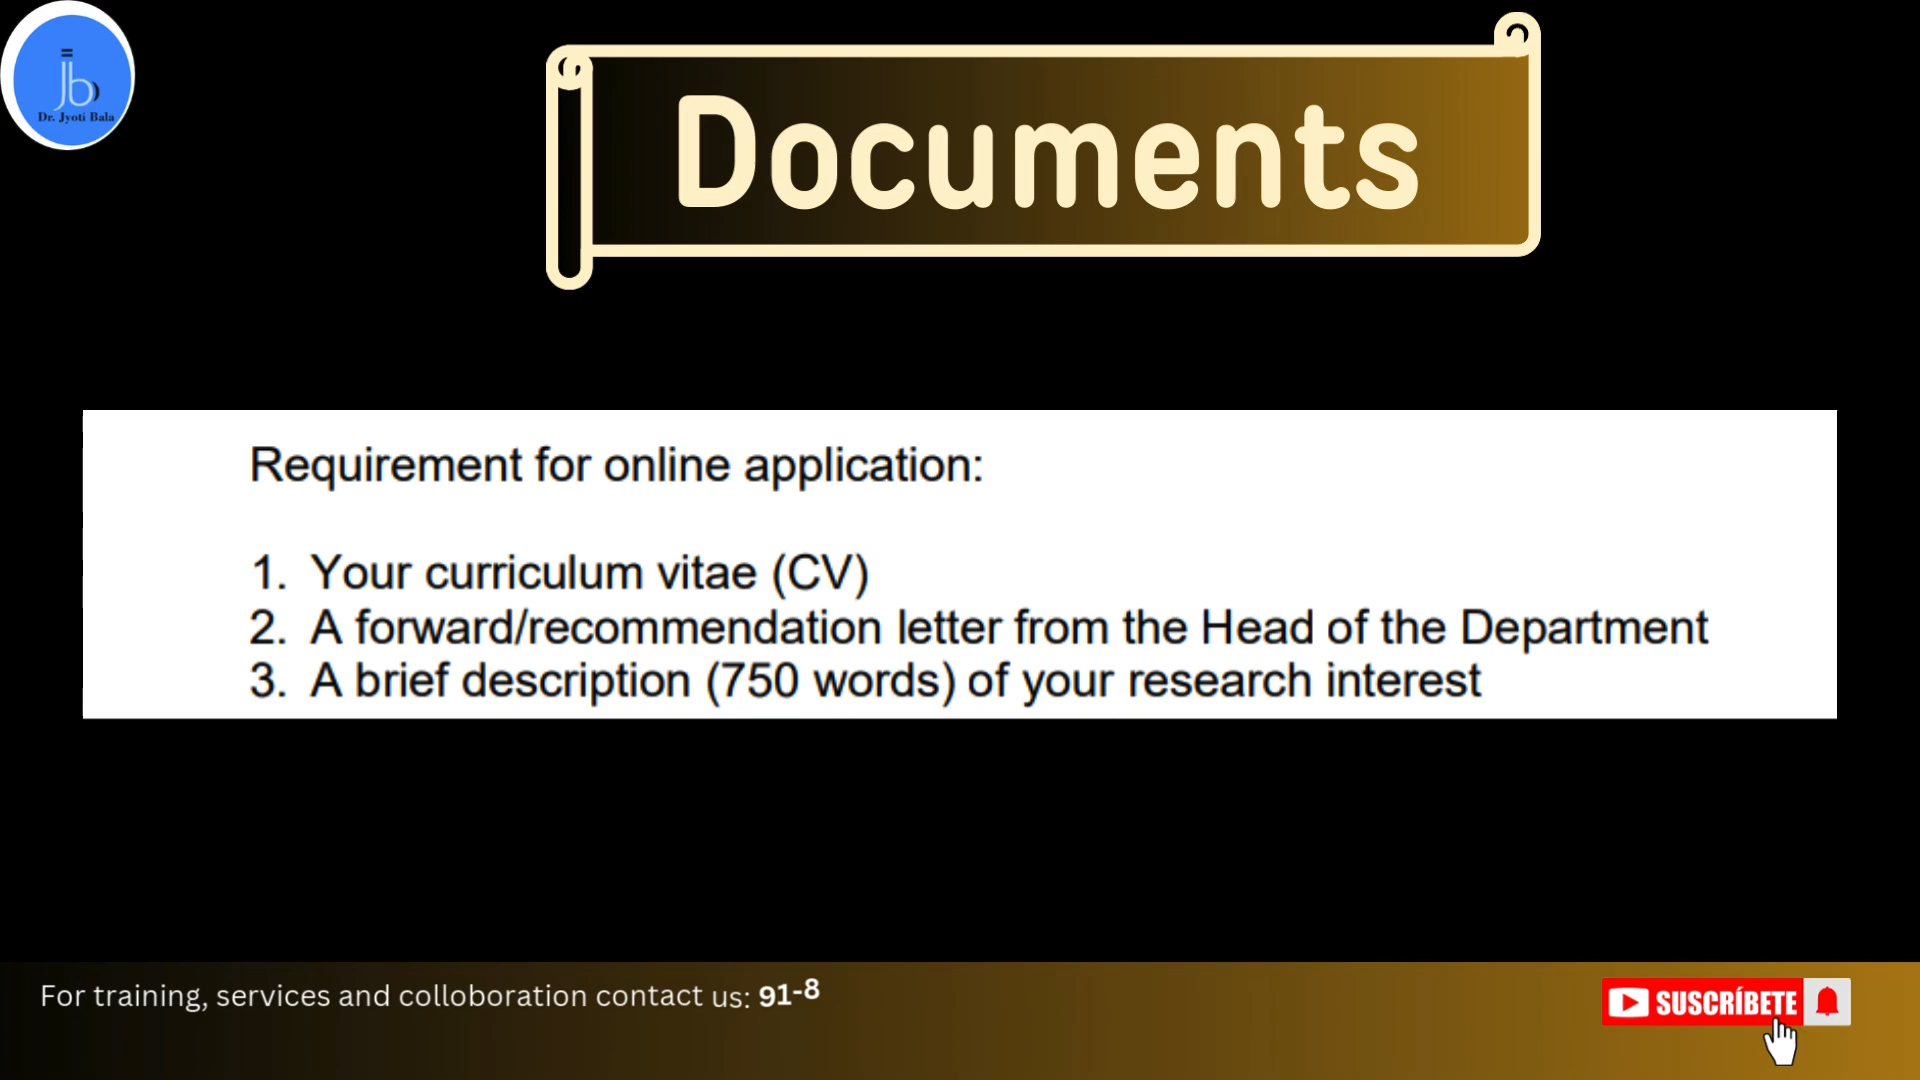 jb
Dr. Jyoti Bala
Documents
Requirement for online application:
1. Your curriculum vitae (CV)
2. A forward/recommendation letter from the Head of the Department
3. A brief description (750 words) of your research interest
For training, services and colloboration contact us: 91-8
SUSCRÍBETE